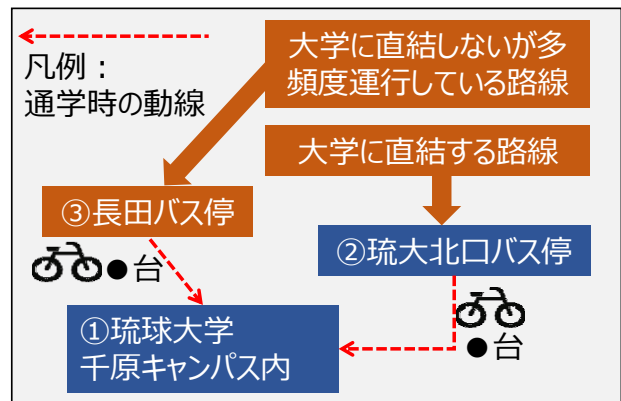 凡例：
通学時の動線
大学に直結しないが多
頻度運行している路線
大学に直結する路線
③長田バス停
②琉大北口バス停
●台
●台
①琉球大学
千原キャンパス内